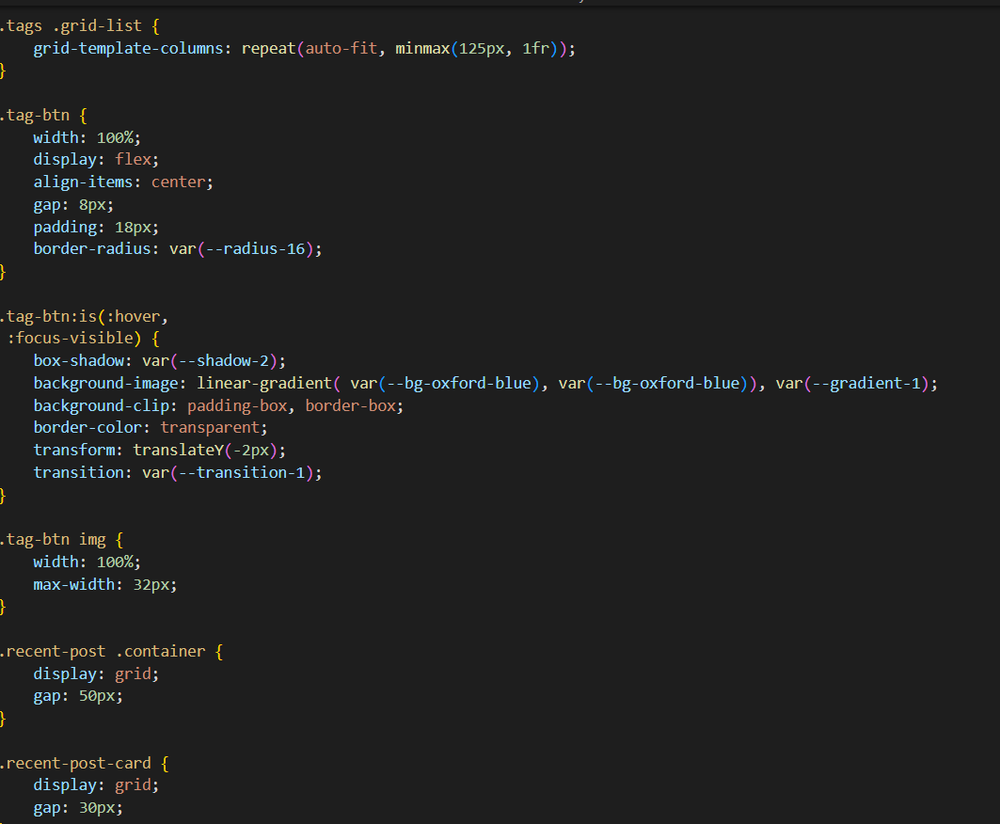 .tags .grid-list {
    grid-template-columns: repeat(auto-fit, minmax(125px, 1fr));
}

.tag-btn {
    width: 100%;
    display: flex;
    align-items: center;
    gap: 8px;
    padding: 18px;
    border-radius: var(--radius-16);
}

.tag-btn:is(:hover,
 :focus-visible) {
    box-shadow: var(--shadow-2);
    background-image: linear-gradient( var(--bg-oxford-blue), var(--bg-oxford-blue)), var(--gradient-1);
    background-clip: padding-box, border-box;
    border-color: transparent;
    transform: translateY(-2px);
    transition: var(--transition-1);
}

.tag-btn img {
    width: 100%;
    max-width: 32px;
}

.recent-post .container {
    display: grid;
    gap: 50px;
}

.recent-post-card {
    display: grid;
    gap: 30px;